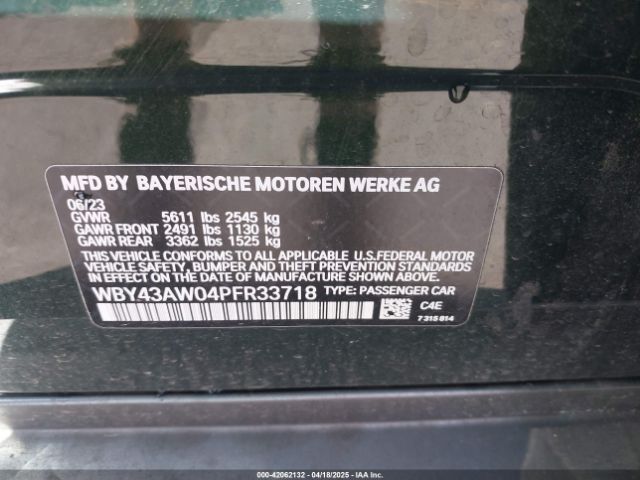 MFD BY BAYERISCHE MOTOREN WERKE AG
06/23
GVWR 5611 lbs 2545 kg
GAWR FRONT 2491 lbs 1130 kg
GAWR REAR 3362 lbs 1525 kg
THIS VEHICLE CONFORMS TO ALL APPLICABLE U.S.FEDERAL MOTOR
VEHICLE SAFETY, BUMPER AND THEFT PREVENTION STANDARDS
IN EFFECT ON THE DATE OF MANUFACTURE SHOWN ABOVE.
WBY43AW04PFR33718 TYPE: PASSENGER CAR
C4E
7 315 814
000-42062132 - 04/18/2025 - IAA Inc.